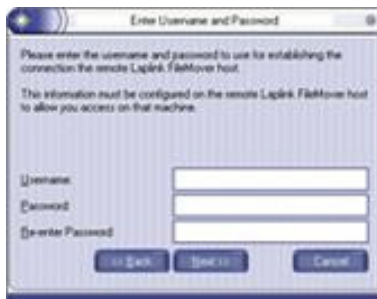 Enter Username and Password
Please enter the username and password to use for establishing the
connection the remote Laplink FileMover host.
This information must be configured on the remote Laplink FileMover host
to allow you access on that machine.
Username
Password
Re-enter Password
<< Back
Next >>
Cancel